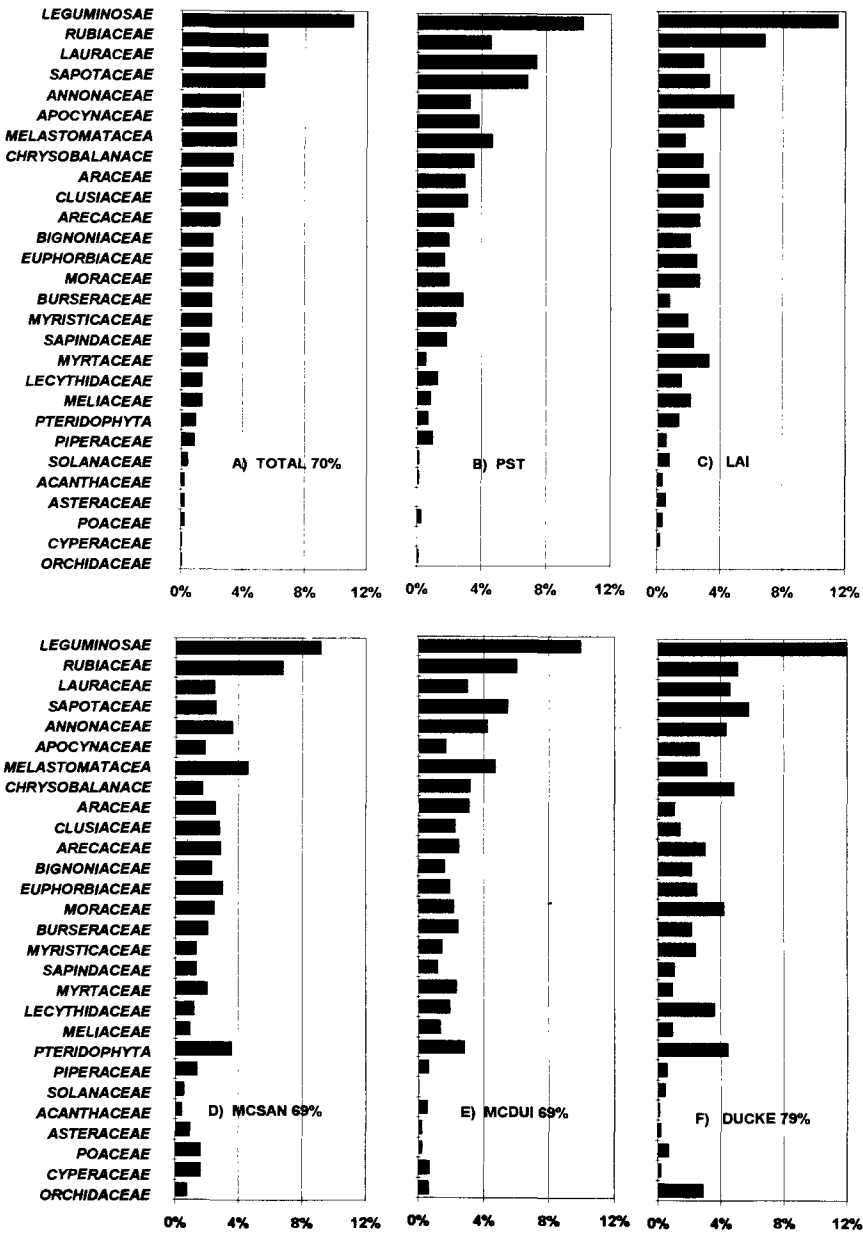 LEGUMINOSAE
RUBIACEAE
LAURACEAE
SAPOTACEAE
ANNONACEAE
APOCYNACEAE
MELASTOMATACEA
CHRYSOBALANACE
ARACEAE
CLUSIACEAE
ARECACEAE
BIGNONIACEAE
EUPHORBIACEAE
MORACEAE
BURSERACEAE
MYRISTICACEAE
SAPINDACEAE
MYRTACEAE
LECYTHIDACEAE
MELIACEAE
PTERIDOPHYTA
PIPERACEAE
SOLANACEAE
ACANTHACEAE
ASTERACEAE
POACEAE
CYPERACEAE
ORCHIDACEAE
A) TOTAL 70%
0% 4% 8% 12%
B) PST
0% 4% 8% 12%
C) LAI
0% 4% 8% 12%
LEGUMINOSAE
RUBIACEAE
LAURACEAE
SAPOTACEAE
ANNONACEAE
APOCYNACEAE
MELASTOMATACEA
CHRYSOBALANACE
ARACEAE
CLUSIACEAE
ARECACEAE
BIGNONIACEAE
EUPHORBIACEAE
MORACEAE
BURSERACEAE
MYRISTICACEAE
SAPINDACEAE
MYRTACEAE
LECYTHIDACEAE
MELIACEAE
PTERIDOPHYTA
PIPERACEAE
SOLANACEAE
ACANTHACEAE
ASTERACEAE
POACEAE
CYPERACEAE
ORCHIDACEAE
D) MCSAN 69%
0% 4% 8% 12%
E) MCDUI 69%
0% 4% 8% 12%
F) DUCKE 79%
0% 4% 8% 12%